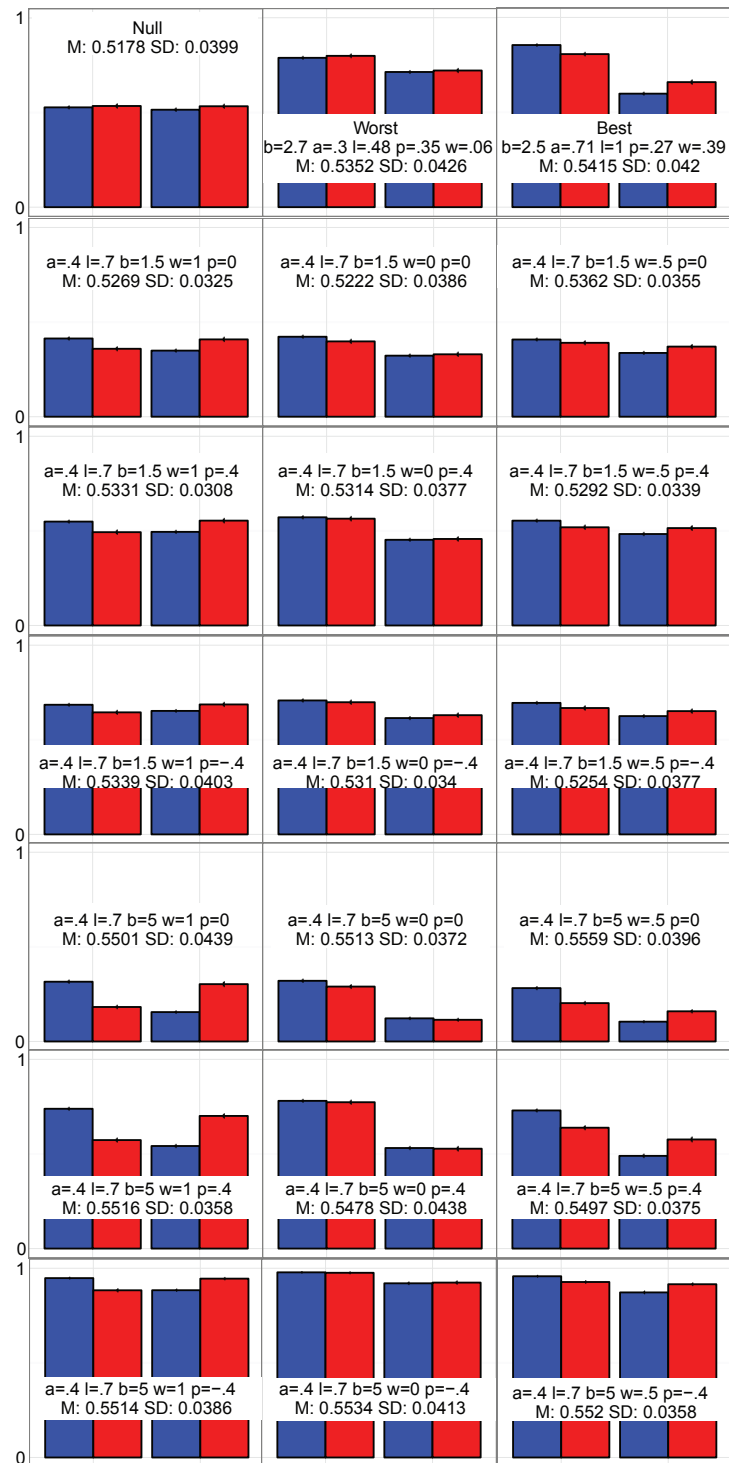 1
Null
M: 0.5178 SD: 0.0399
Worst
b=2.7 a=.3 l=.48 p=.35 w=.06
M: 0.5352 SD: 0.0426
Best
b=2.5 a=.71 l=1 p=.27 w=.39
M: 0.5415 SD: 0.042
0
1
a=.4 l=.7 b=1.5 w=1 p=0
M: 0.5269 SD: 0.0325
a=.4 l=.7 b=1.5 w=0 p=0
M: 0.5222 SD: 0.0386
a=.4 l=.7 b=1.5 w=.5 p=0
M: 0.5362 SD: 0.0355
0
1
a=.4 l=.7 b=1.5 w=1 p=.4
M: 0.5331 SD: 0.0308
a=.4 l=.7 b=1.5 w=0 p=.4
M: 0.5314 SD: 0.0377
a=.4 l=.7 b=1.5 w=.5 p=.4
M: 0.5292 SD: 0.0339
0
1
a=.4 l=.7 b=1.5 w=1 p=−.4
M: 0.5339 SD: 0.0403
a=.4 l=.7 b=1.5 w=0 p=−.4
M: 0.531 SD: 0.034
a=.4 l=.7 b=1.5 w=.5 p=−.4
M: 0.5254 SD: 0.0377
0
1
a=.4 l=.7 b=5 w=1 p=0
M: 0.5501 SD: 0.0439
a=.4 l=.7 b=5 w=0 p=0
M: 0.5513 SD: 0.0372
a=.4 l=.7 b=5 w=.5 p=0
M: 0.5559 SD: 0.0396
0
1
a=.4 l=.7 b=5 w=1 p=.4
M: 0.5516 SD: 0.0358
a=.4 l=.7 b=5 w=0 p=.4
M: 0.5478 SD: 0.0438
a=.4 l=.7 b=5 w=.5 p=.4
M: 0.5497 SD: 0.0375
0
1
a=.4 l=.7 b=5 w=1 p=−.4
M: 0.5514 SD: 0.0386
a=.4 l=.7 b=5 w=0 p=−.4
M: 0.5534 SD: 0.0413
a=.4 l=.7 b=5 w=.5 p=−.4
M: 0.552 SD: 0.0358
0